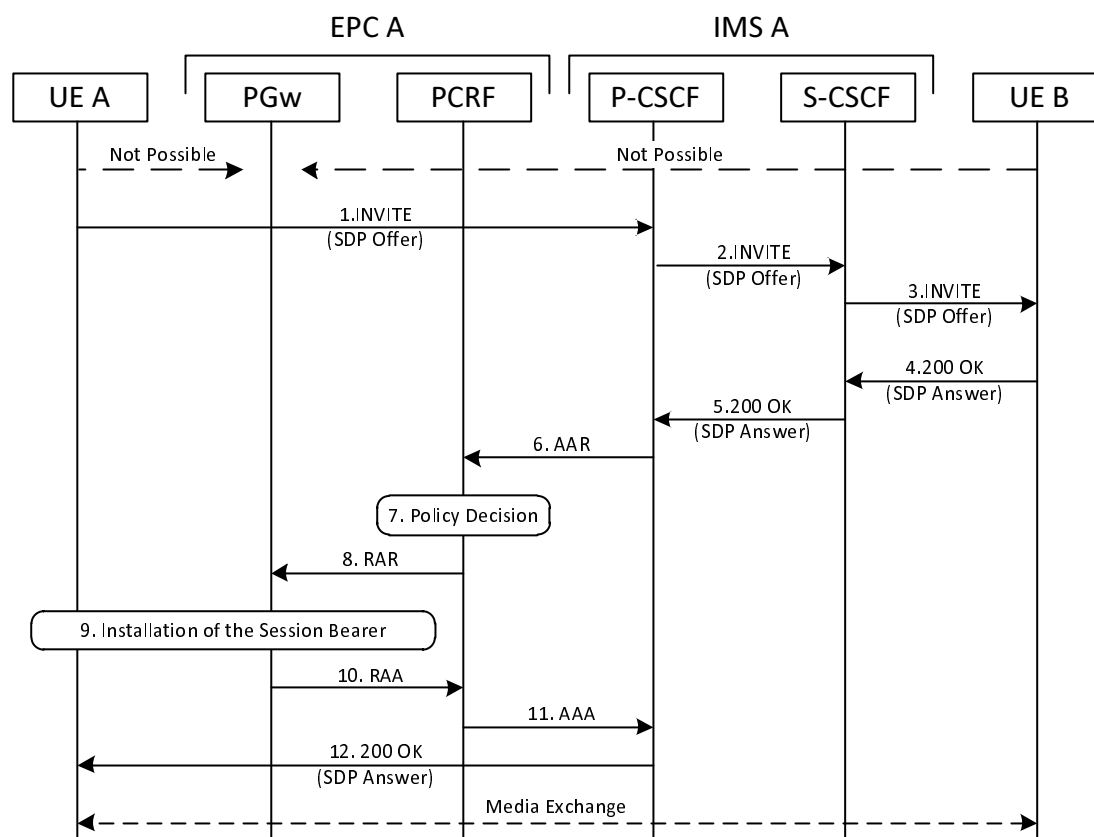 EPC A
IMS A
UE A
PGw
PCRF
P-CSCF
S-CSCF
UE B
Not Possible
Not Possible
1.INVITE
(SDP Offer)
2.INVITE
(SDP Offer)
3.INVITE
(SDP Offer)
4.200 OK
(SDP Answer)
5.200 OK
(SDP Answer)
6. AAR
7. Policy Decision
8. RAR
9. Installation of the Session Bearer
10. RAA
11. AAA
12. 200 OK
(SDP Answer)
Media Exchange